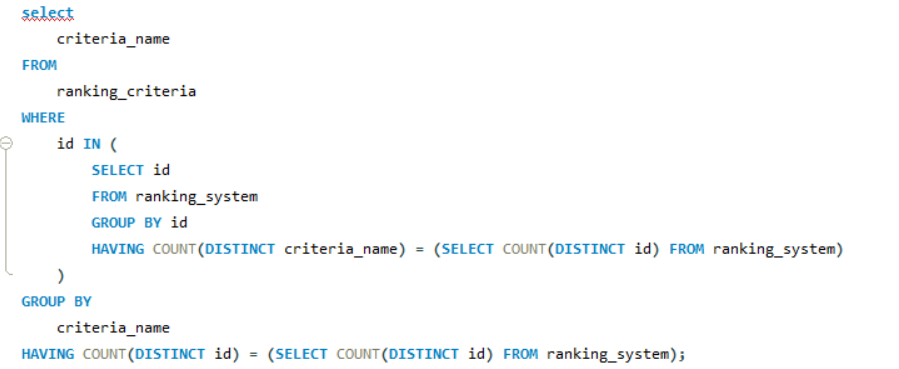 select
    criteria_name
FROM
    ranking_criteria
WHERE
    id IN (
        SELECT id
        FROM ranking_system
        GROUP BY id
        HAVING COUNT(DISTINCT criteria_name) = (SELECT COUNT(DISTINCT id) FROM ranking_system)
    )
GROUP BY
    criteria_name
HAVING COUNT(DISTINCT id) = (SELECT COUNT(DISTINCT id) FROM ranking_system);